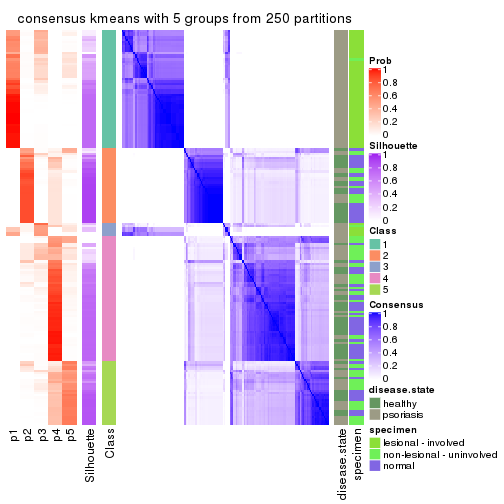 consensus kmeans with 5 groups from 250 partitions
Prob
1
0.8
0.6
0.4
0.2
0
Silhouette
1
0.8
0.6
0.4
0.2
0
Class
1
2
3
4
5
Consensus
1
0.8
0.6
0.4
0.2
0
disease.state
healthy
psoriasis
specimen
lesional - involved
non-lesional - uninvolved
normal
p1
p2
p3
p4
p5
Silhouette
Class
disease.state
specimen